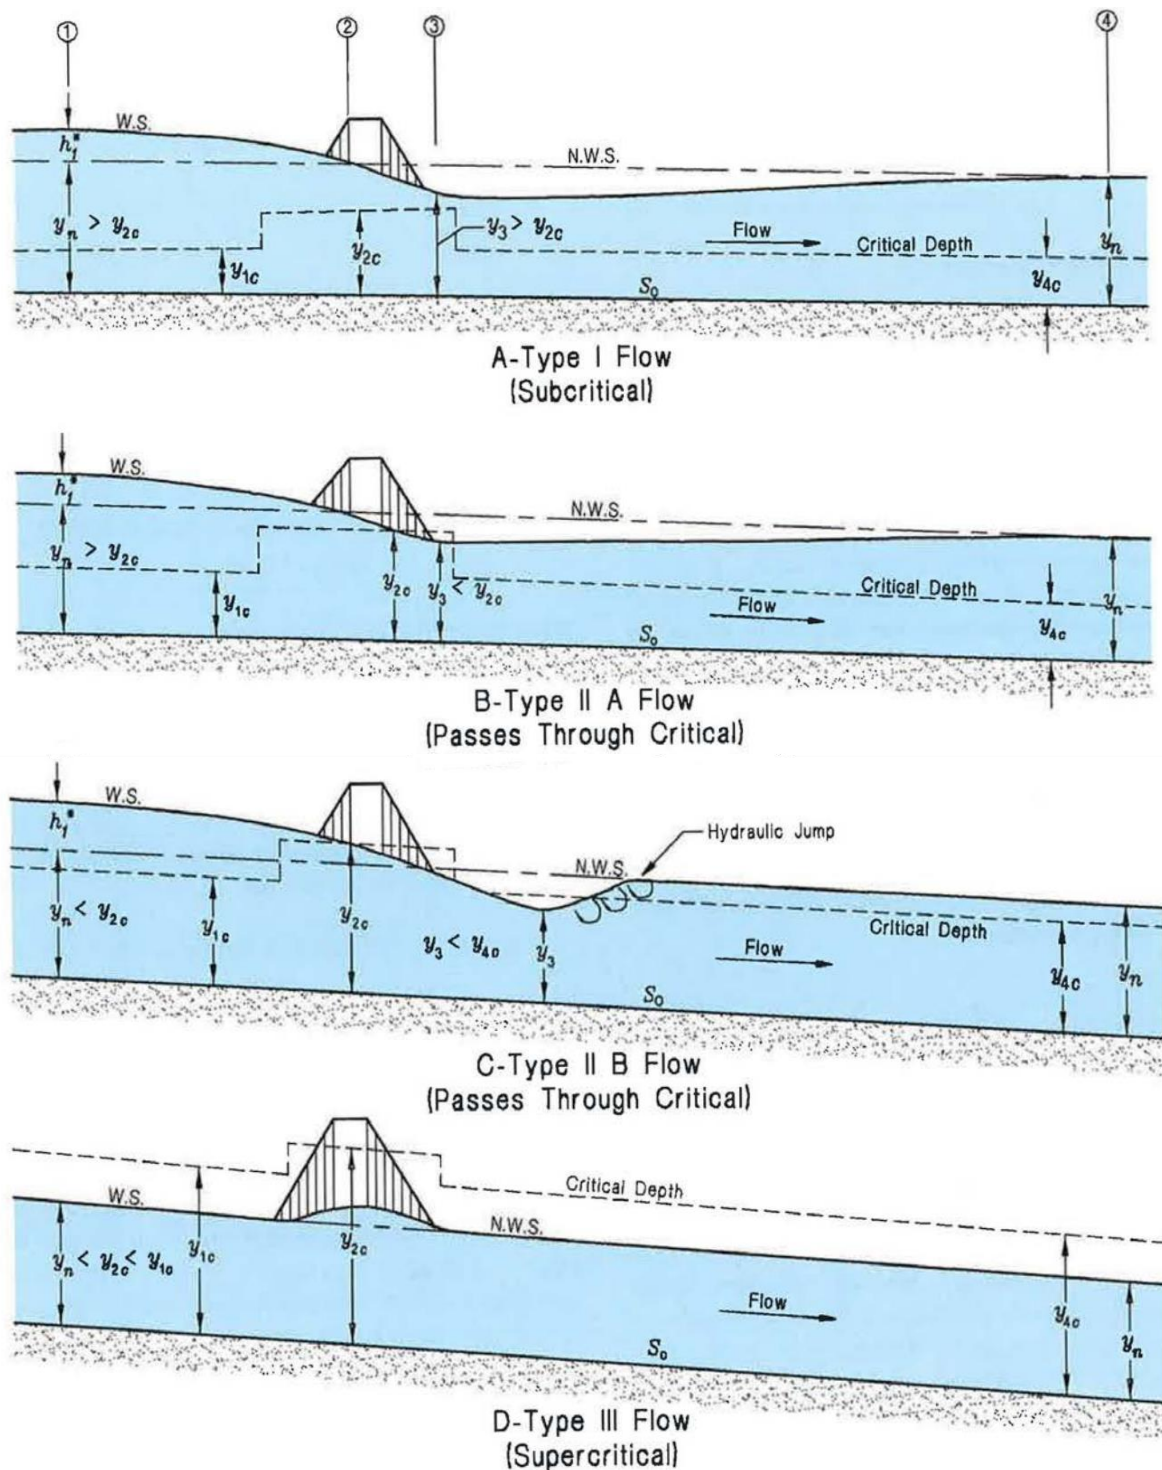 ① ② ③ ④
W.S.
h₁*
N.W.S.
yₙ > y₂c
y₃ > y₂c
Flow
Critical Depth
y₂c
yₙ
y₁c
y₄c
S₀
A-Type I Flow
(Subcritical)
W.S.
h₁*
N.W.S.
yₙ > y₂c
Critical Depth
y₂c
y₃ < y₂c
y₁c
Flow
yₙ
y₄c
S₀
B-Type II A Flow
(Passes Through Critical)
W.S.
h₁*
Hydraulic Jump
N.W.S.
yₙ < y₂c
y₁c
y₂c
y₃ < y₄c
y₃
Critical Depth
Flow
y₄c
yₙ
S₀
C-Type II B Flow
(Passes Through Critical)
W.S.
Critical Depth
N.W.S.
yₙ < y₂c < y₁c
y₁c
y₂c
Flow
y₄c
yₙ
S₀
D-Type III Flow
(Supercritical)